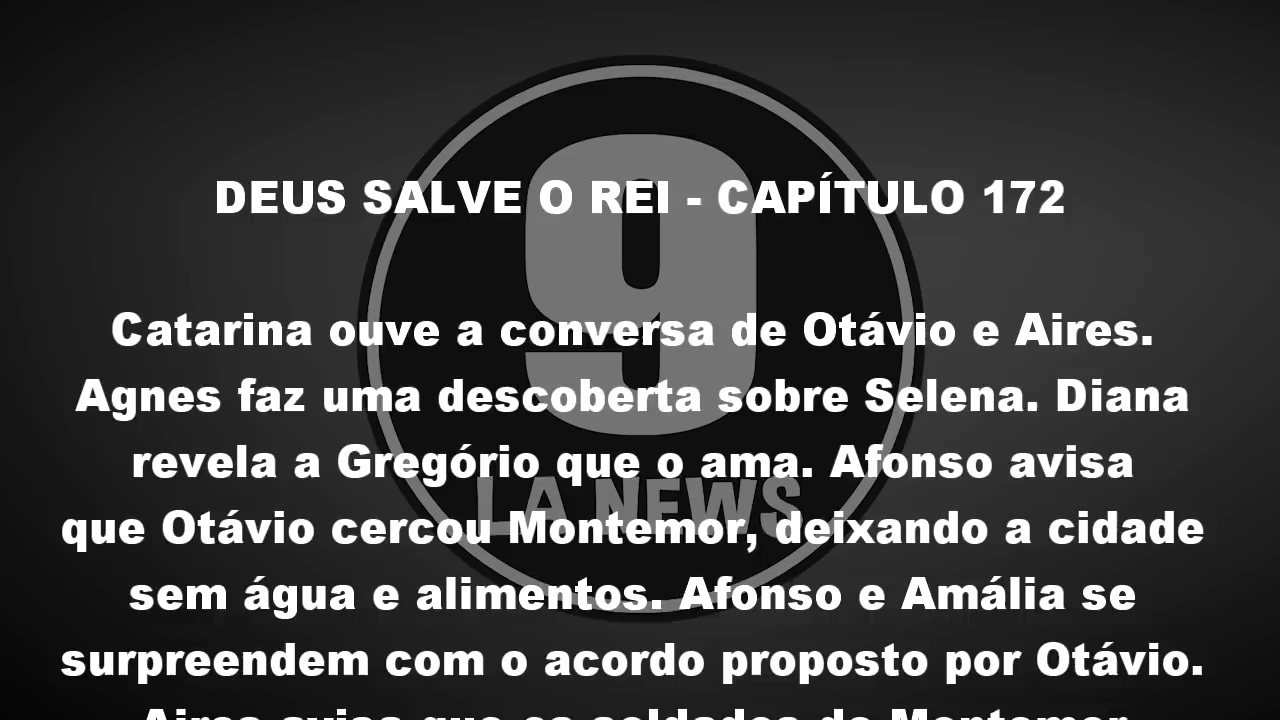 DEUS SALVE O REI - CAPÍTULO 172
Catarina ouve a conversa de Otávio e Aires.
Agnes faz uma descoberta sobre Selena. Diana
revela a Gregório que o ama. Afonso avisa
que Otávio cercou Montemor, deixando a cidade
sem água e alimentos. Afonso e Amália se
surpreendem com o acordo proposto por Otávio.
Aires avisa que os soldados de Montemor
9
LA NEWS